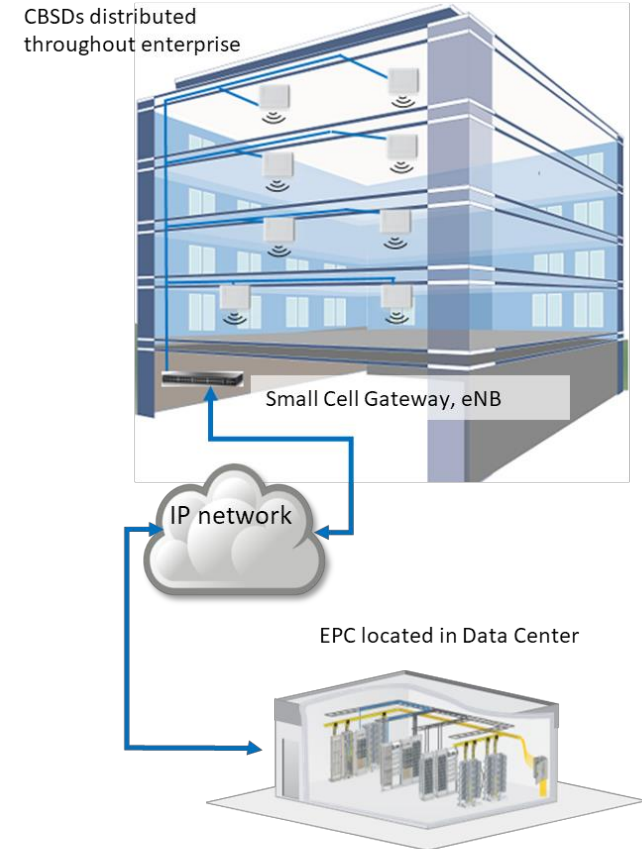 CBSDs distributed
throughout enterprise
Small Cell Gateway, eNB
IP network
EPC located in Data Center